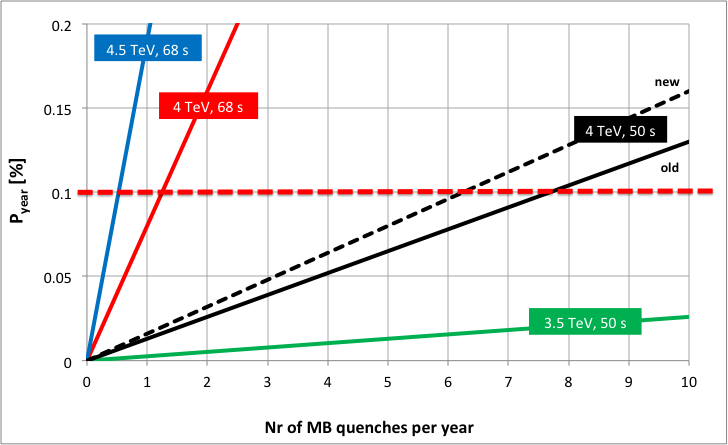 0.2
4.5 TeV, 68 s
new
4 TeV, 68 s
0.15
4 TeV, 50 s
old
P year [%]
0.1
0.05
3.5 TeV, 50 s
0
0 1 2 3 4 5 6 7 8 9 10
Nr of MB quenches per year